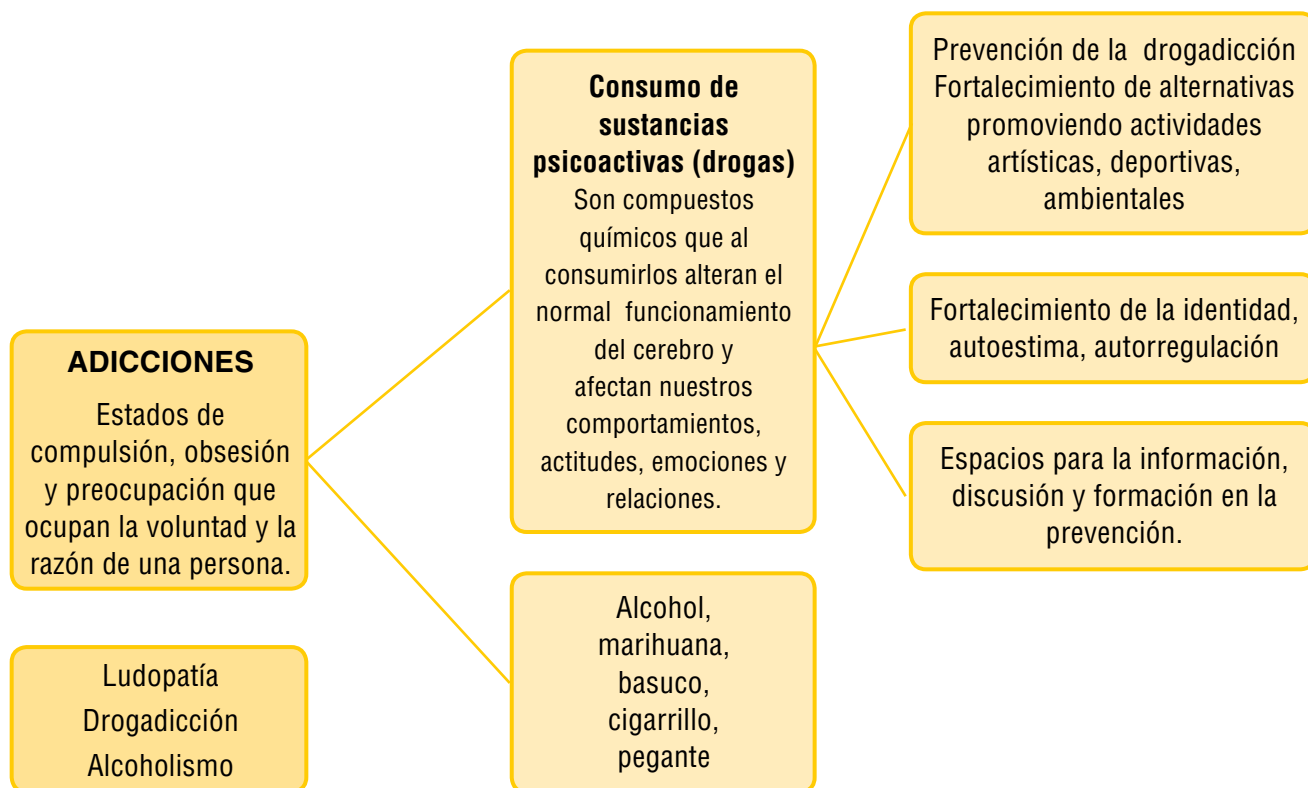 ADICCIONES
Estados de
compulsión, obsesión
y preocupación que
ocupan la voluntad y la
razón de una persona.
Ludopatía
Drogadicción
Alcoholismo
Consumo de
sustancias
psicoactivas (drogas)
Son compuestos
químicos que al
consumirlos alteran el
normal funcionamiento
del cerebro y
afectan nuestros
comportamientos,
actitudes, emociones y
relaciones.
Alcohol,
marihuana,
basuco,
cigarrillo,
pegante
Prevención de la drogadicción
Fortalecimiento de alternativas
promoviendo actividades
artísticas, deportivas,
ambientales
Fortalecimiento de la identidad,
autoestima, autorregulación
Espacios para la información,
discusión y formación en la
prevención.